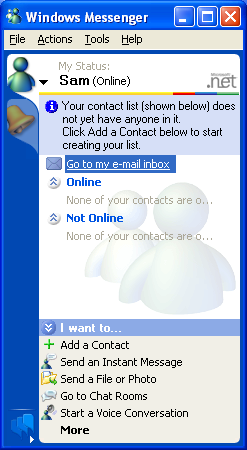 Windows Messenger
File Actions Tools Help
My Status:
Sam (Online)
Microsoft
.net
Your contact list (shown below) does
not yet have anyone in it.
Click Add a Contact below to start
creating your list.
Go to my e-mail inbox
Online
None of your contacts are o...
Not Online
None of your contacts are o...
I want to...
Add a Contact
Send an Instant Message
Send a File or Photo
Go to Chat Rooms
Start a Voice Conversation
More